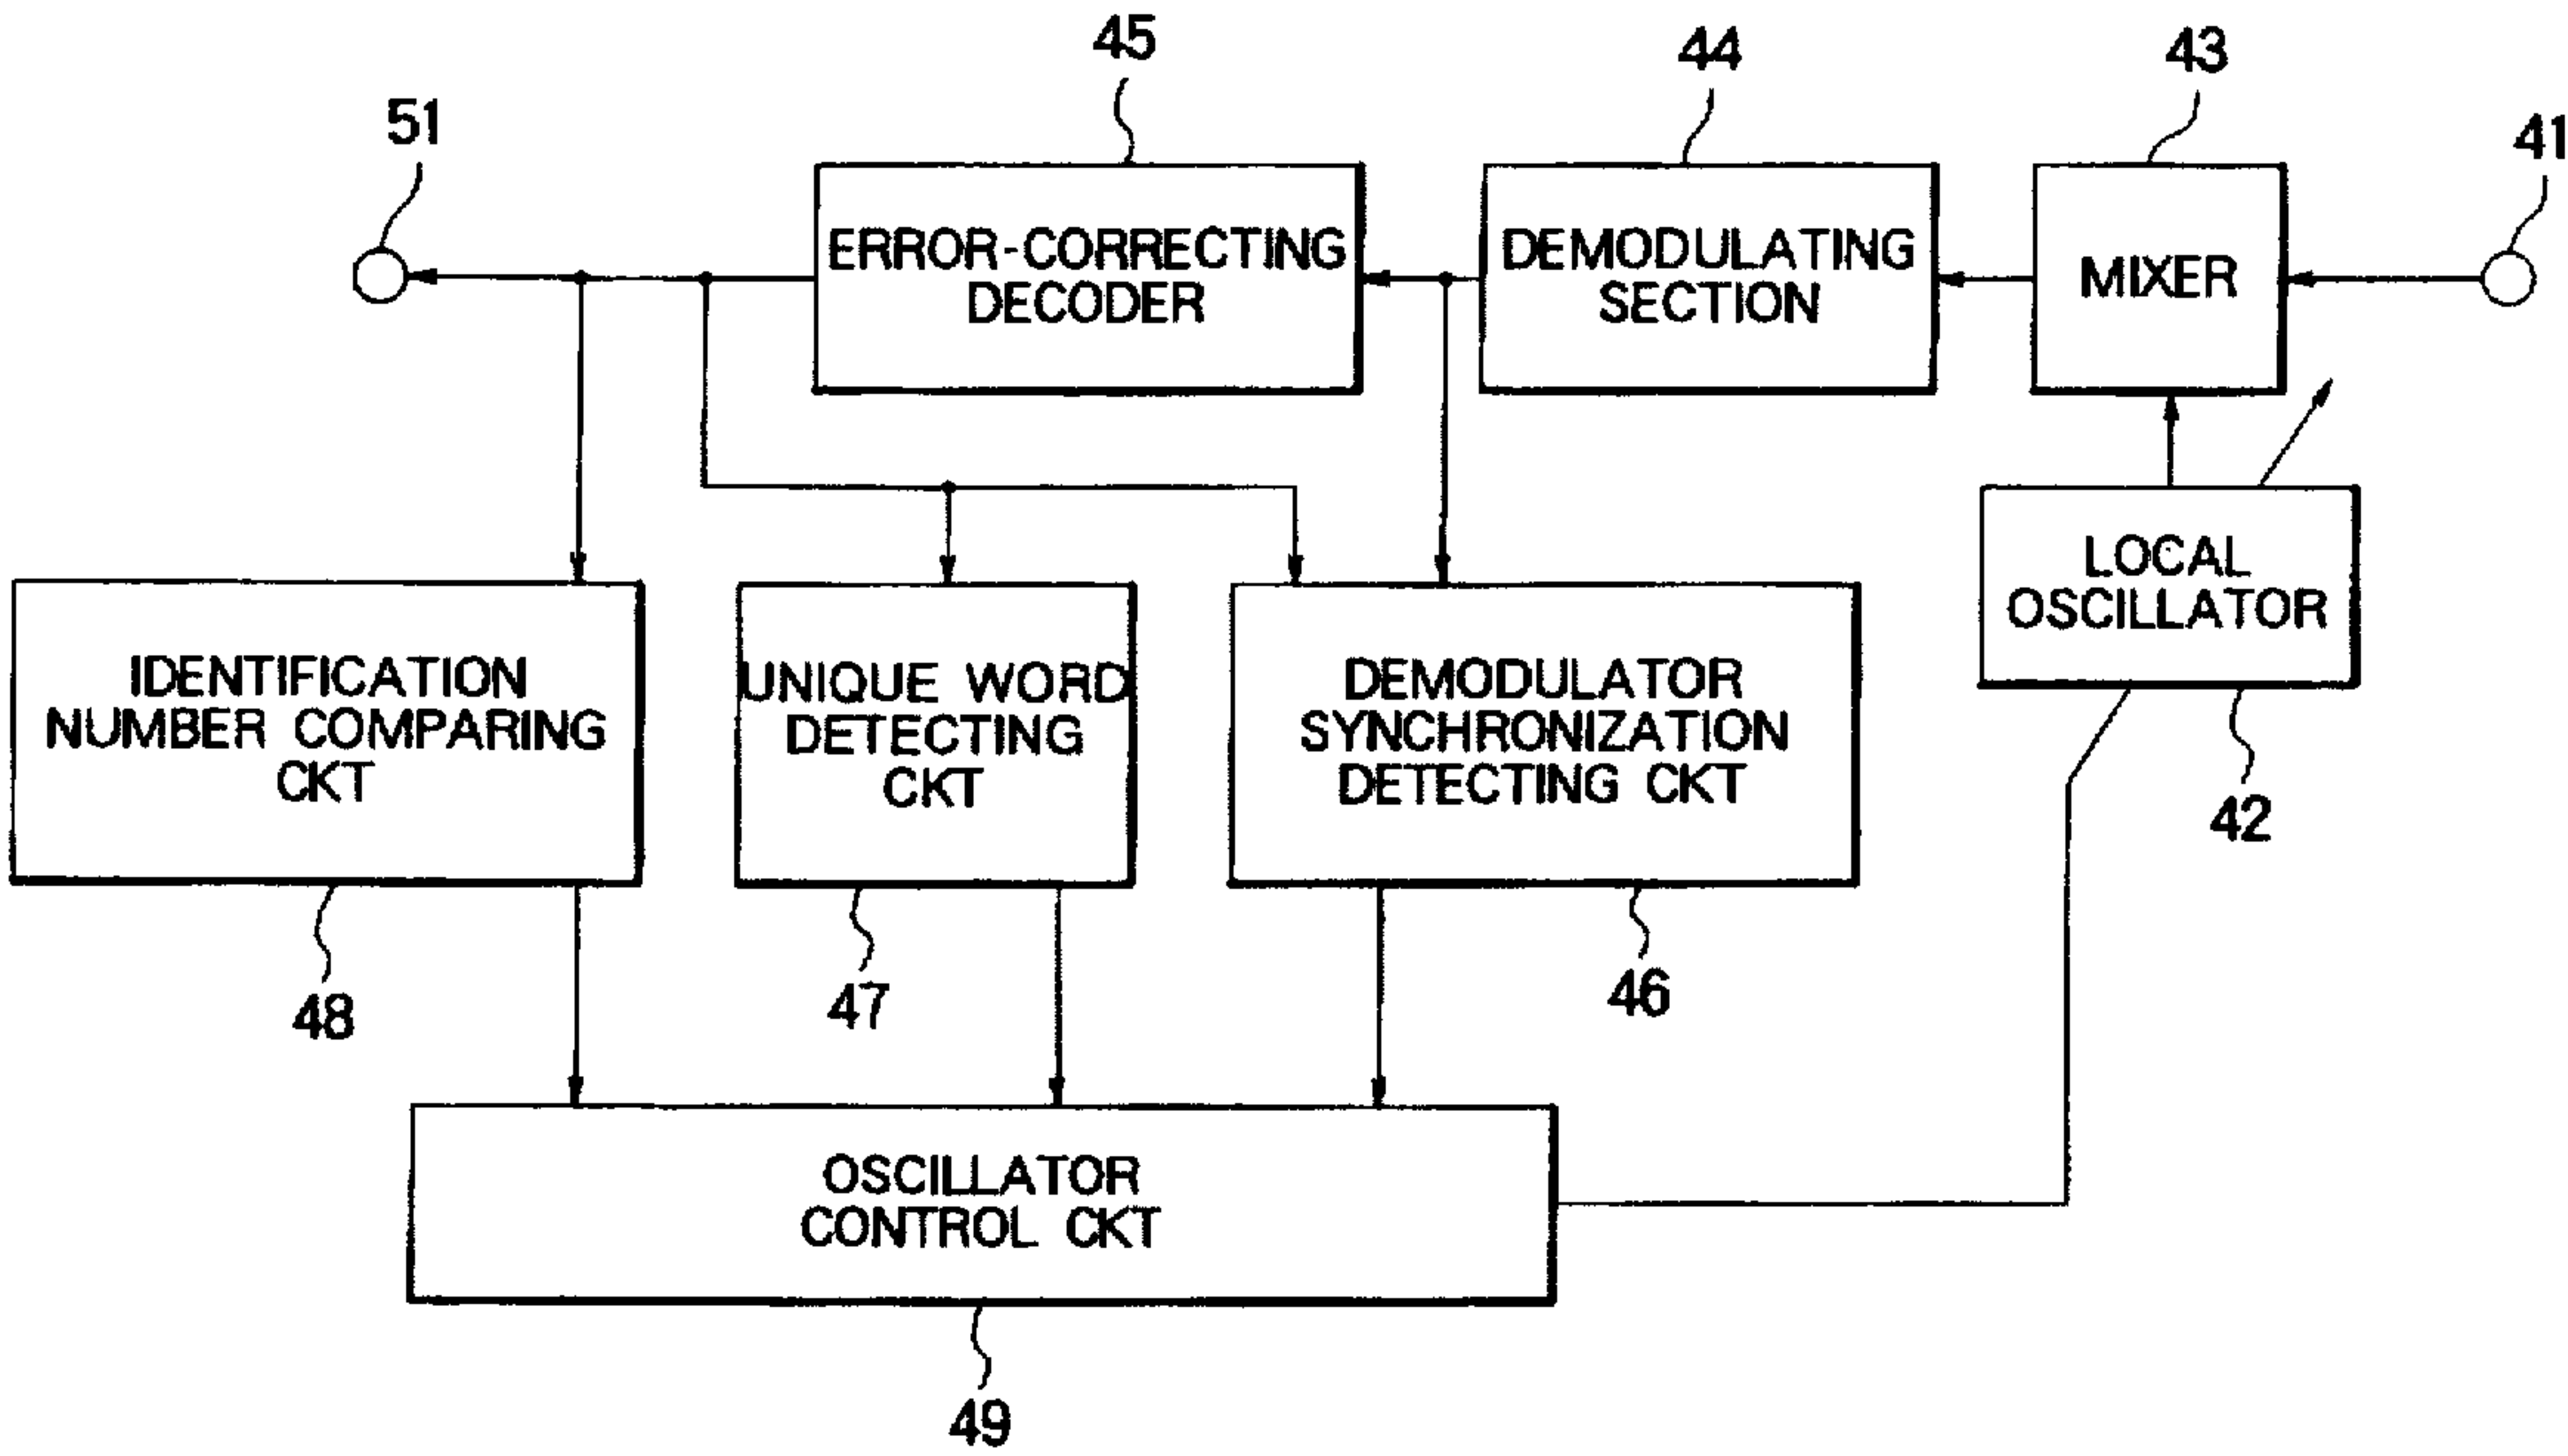 45
44
43
51
41
ERROR-CORRECTING
DECODER
DEMODULATING
SECTION
MIXER
LOCAL
OSCILLATOR
IDENTIFICATION
NUMBER COMPARING
CKT
UNIQUE WORD
DETECTING
CKT
DEMODULATOR
SYNCHRONIZATION
DETECTING CKT
42
48
47
46
OSCILLATOR
CONTROL CKT
49